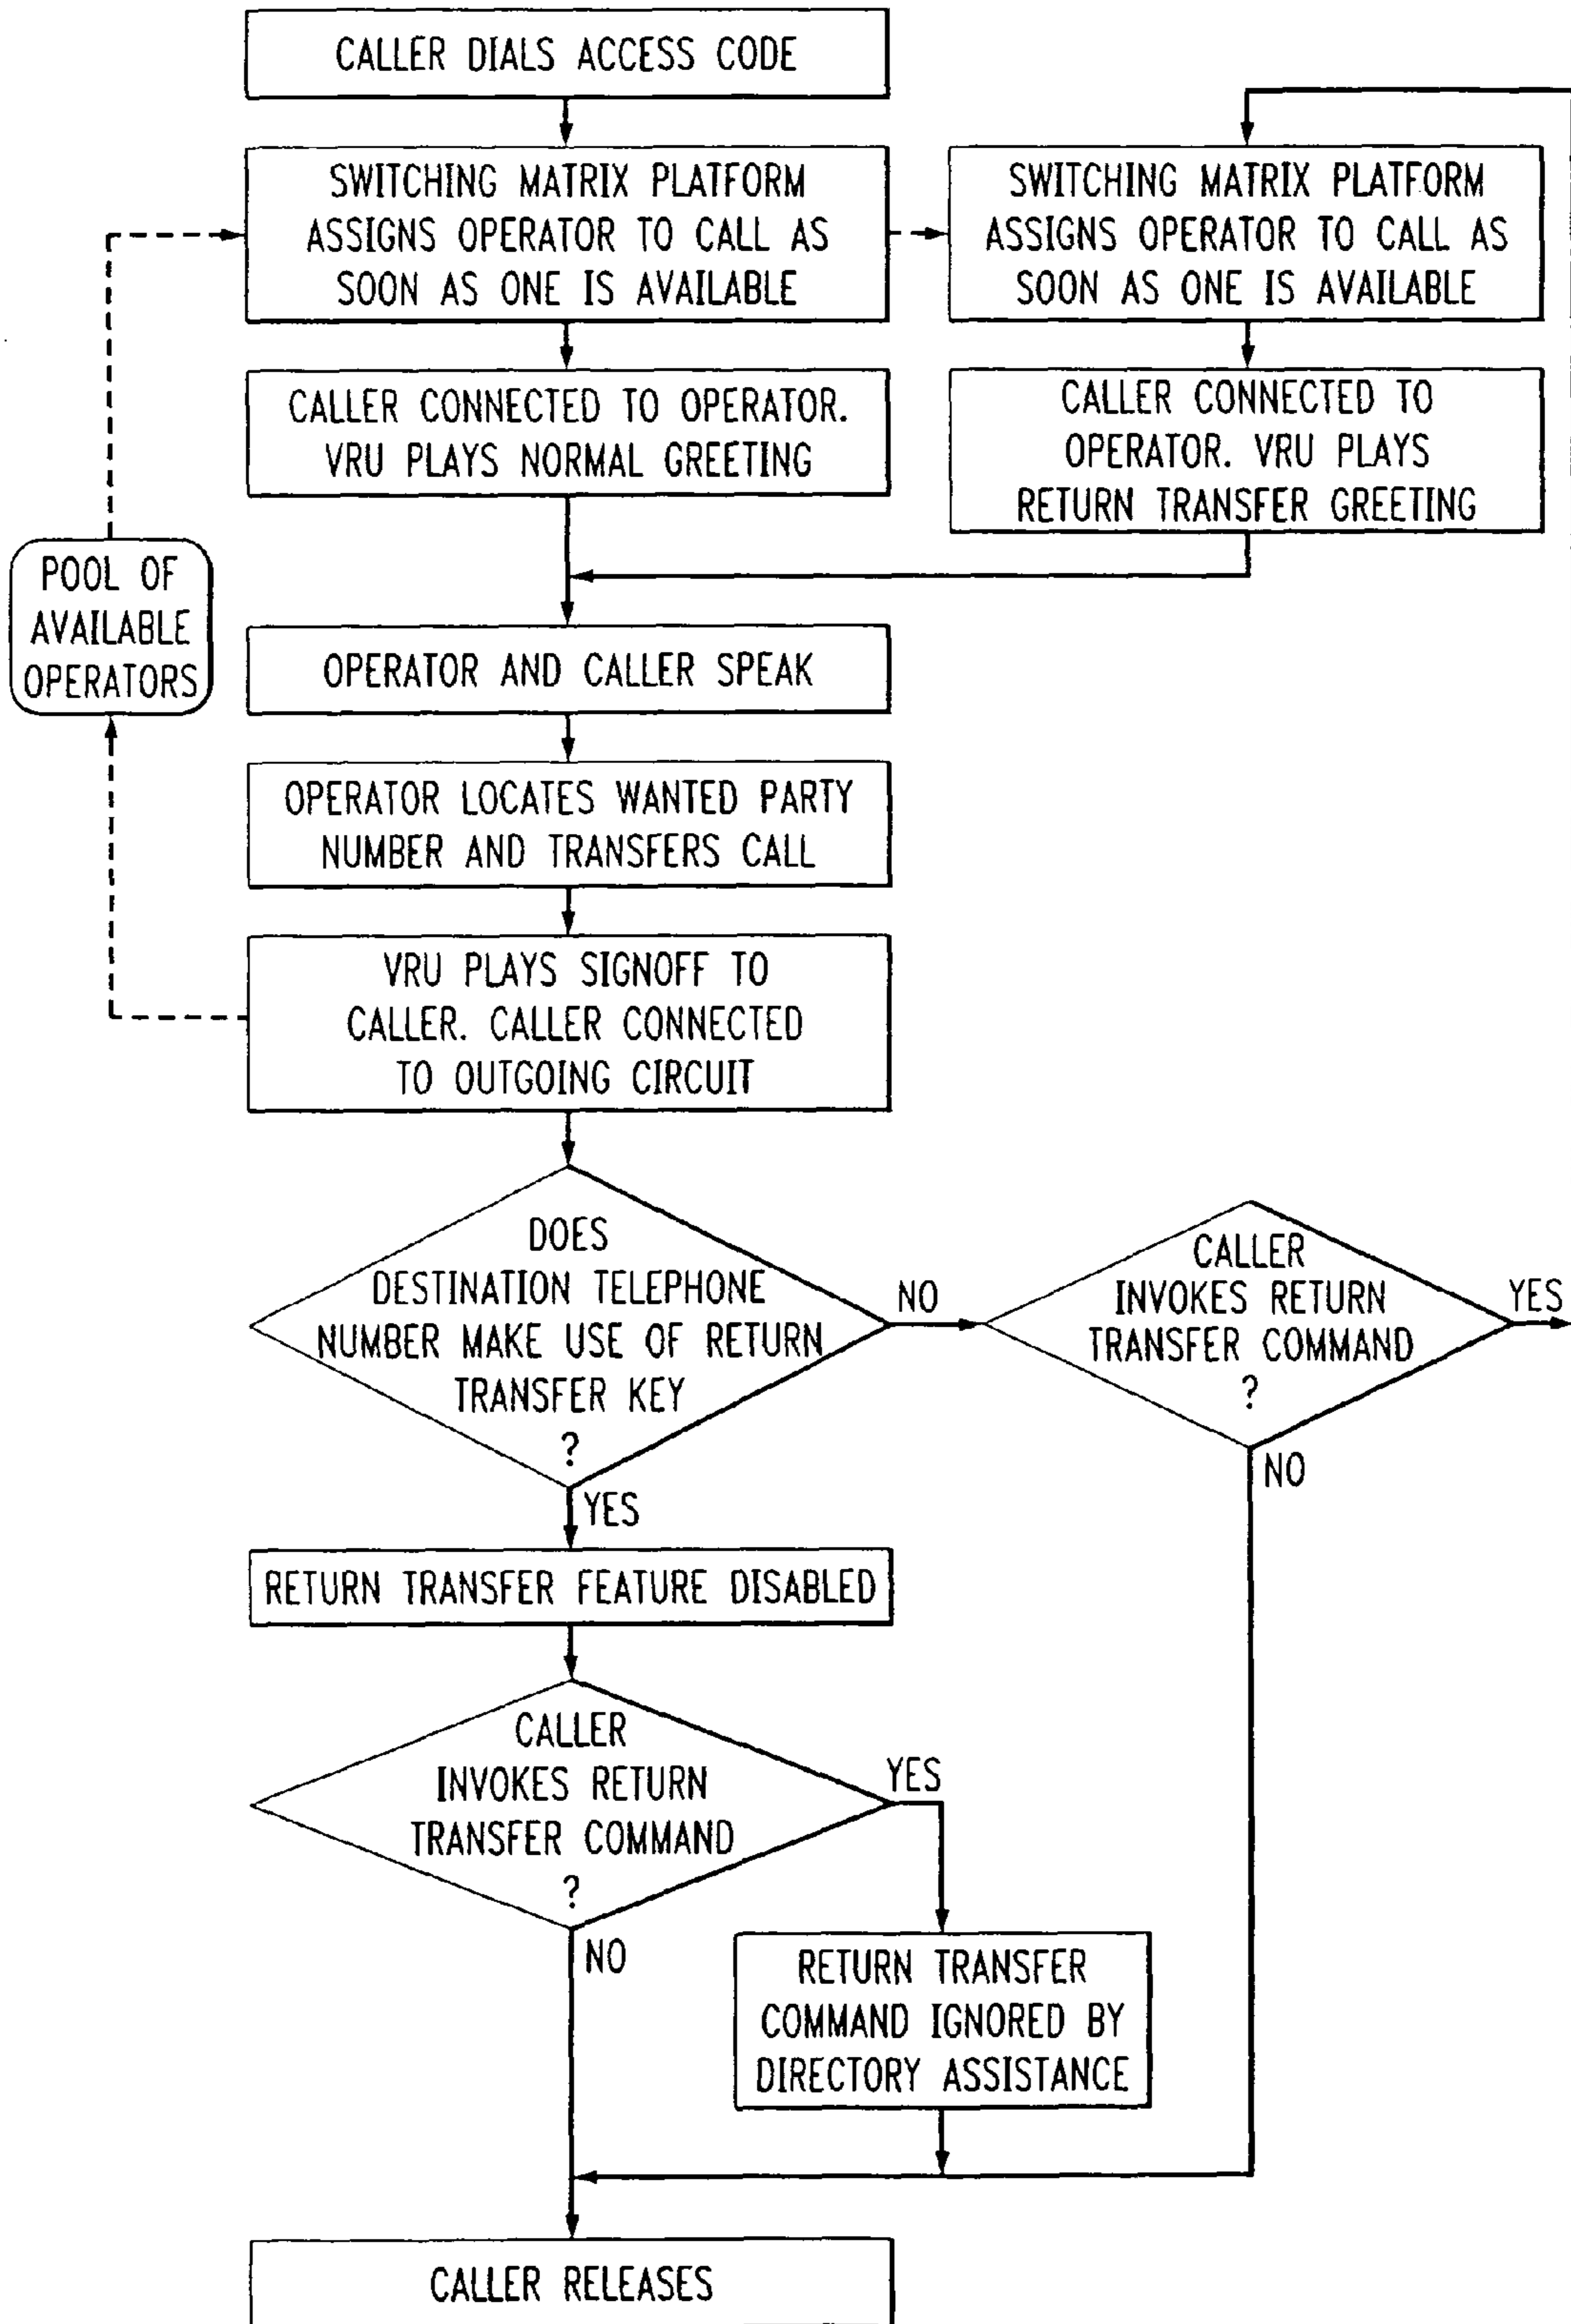 CALLER DIALS ACCESS CODE
SWITCHING MATRIX PLATFORM
ASSIGNS OPERATOR TO CALL AS
SOON AS ONE IS AVAILABLE
SWITCHING MATRIX PLATFORM
ASSIGNS OPERATOR TO CALL AS
SOON AS ONE IS AVAILABLE
CALLER CONNECTED TO OPERATOR.
VRU PLAYS NORMAL GREETING
CALLER CONNECTED TO
OPERATOR. VRU PLAYS
RETURN TRANSFER GREETING
POOL OF
AVAILABLE
OPERATORS
OPERATOR AND CALLER SPEAK
OPERATOR LOCATES WANTED PARTY
NUMBER AND TRANSFERS CALL
VRU PLAYS SIGNOFF TO
CALLER. CALLER CONNECTED
TO OUTGOING CIRCUIT
DOES
DESTINATION TELEPHONE
NUMBER MAKE USE OF RETURN
TRANSFER KEY
?
NO
CALLER
INVOKES RETURN
TRANSFER COMMAND
?
YES
NO
YES
RETURN TRANSFER FEATURE DISABLED
CALLER
INVOKES RETURN
TRANSFER COMMAND
?
YES
NO
RETURN TRANSFER
COMMAND IGNORED BY
DIRECTORY ASSISTANCE
CALLER RELEASES